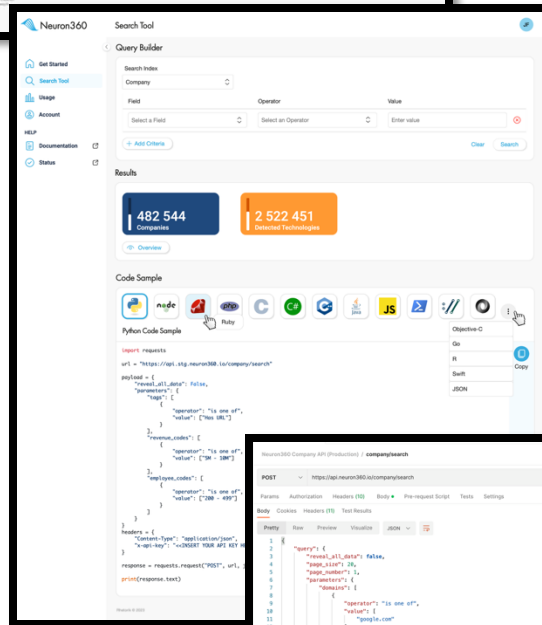 Neuron360
Search Tool
JF
Query Builder
Get Started
Search Tool
Usage
Account
HELP
Documentation
Status
Search Index
Company
Field
Operator
Value
Select a Field
Select an Operator
Enter value
+ Add Criteria
Clear
Search
Results
482 544
Companies
2 522 451
Detected Technologies
Overview
Code Sample
node
php
C
C#
C
Java
JS
://
Ruby
Objective-C
Go
R
Swift
JSON
Copy
Python Code Sample
import requests
url = "https://api.stg.neuron360.io/company/search"
payload = {
"reveal_all_data": False,
"parameters": {
"tags": [
{
"operator": "is one of",
"value": ["Has URL"]
}
],
"revenue_codes": [
{
"operator": "is one of",
"value": ["5M - 10M"]
}
],
"employee_codes": [
{
"operator": "is one of",
"value": ["200 - 499"]
}
]
}
}
headers = {
"Content-Type": "application/json",
"x-api-key": "<<INSERT YOUR API KEY HE
}
response = requests.request("POST", url, j
print(response.text)
Neuron360 Company API (Production) / company/search
POST
https://api.neuron360.io/company/search
Params Authorization Headers (10) Body Pre-request Script Tests Settings
Body Cookies Headers (11) Test Results
Pretty Raw Preview Visualize JSON
1 {
2 "query": {
3 "reveal_all_data": false,
4 "page_size": 20,
5 "page_number": 1,
6 "parameters": {
7 "domains": [
8 {
9 "operator": "is one of",
10 "value": [
11 "google.com"